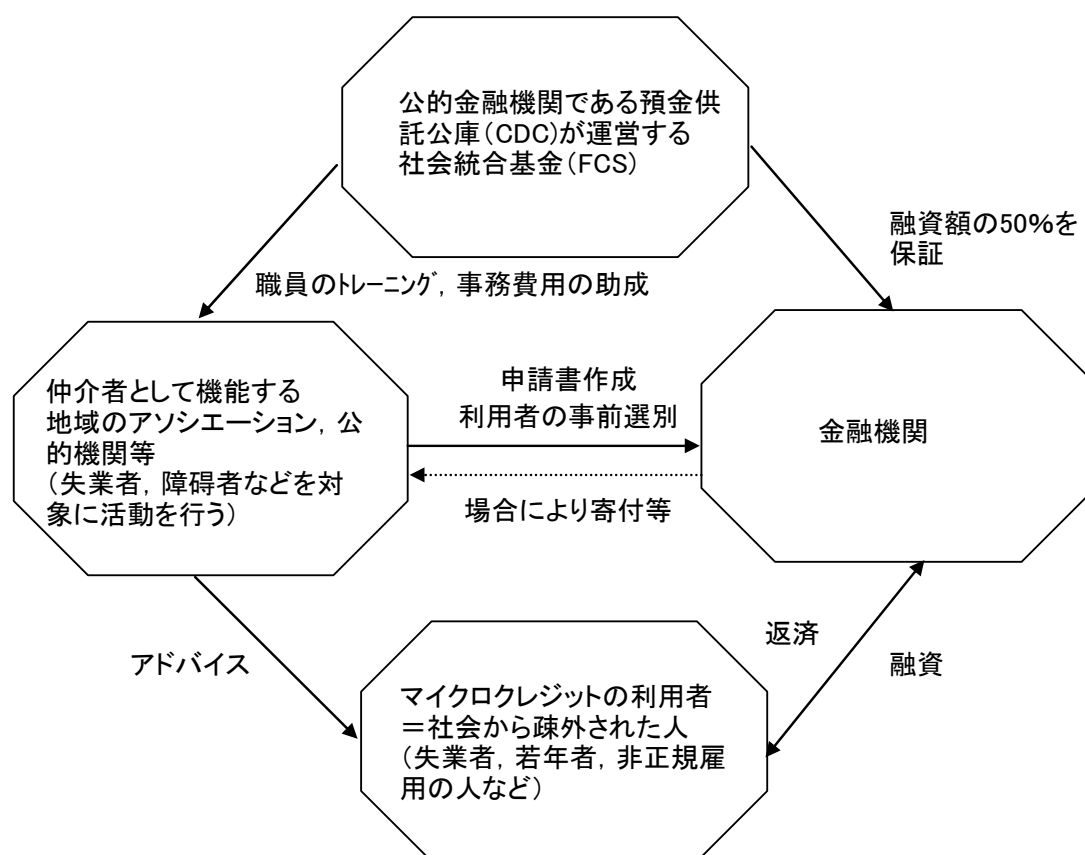 公的金融機関である預金供
託公庫(CDC)が運営する
社会統合基金(FCS)
融資額の50%を
保証
職員のﾄﾚｰﾆﾝｸﾞ, 事務費用の助成
仲介者として機能する
地域のアソシエーション, 公
的機関等
(失業者, 障碍者などを対
象に活動を行う)
申請書作成
利用者の事前選別
場合により寄付等
金融機関
アドバイス
返済
融資
マイクロクレジットの利用者
=社会から疎外された人
(失業者, 若年者, 非正規雇
用の人など)